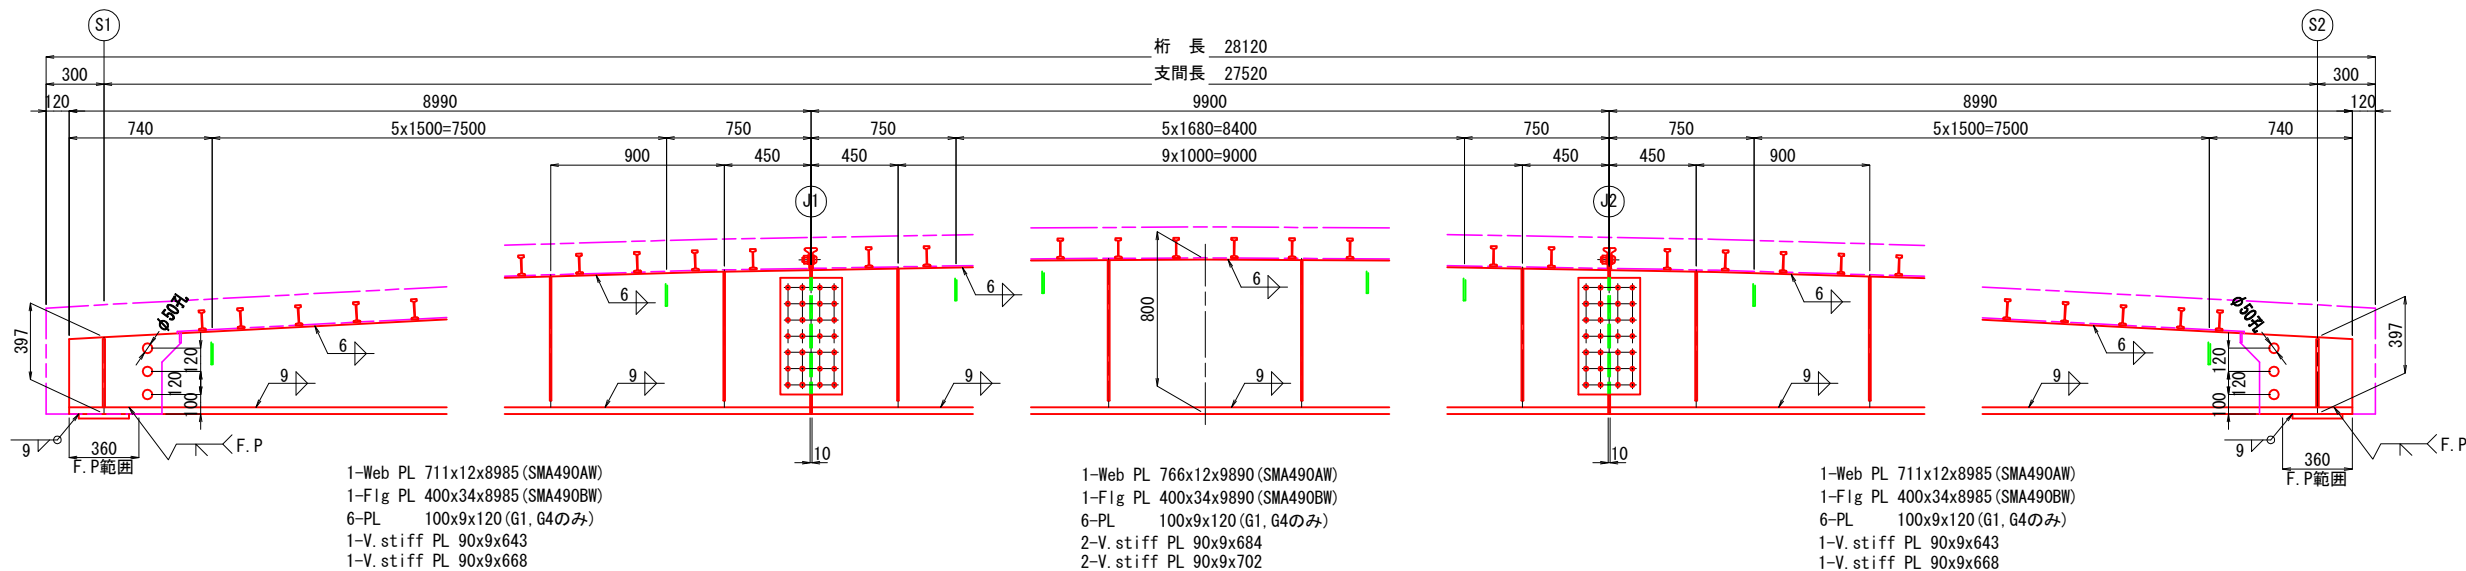 S1
S2
桁 長 28120
300
支間長 27520
300
120
8990
9900
8990
120
740
5x1500=7500
750
750
5x1680=8400
750
750
5x1500=7500
740
900
450
450
9x1000=9000
450
450
900
J1
J2
397
φ50孔
120
120
100
6
9
6
9
6
9
800
6
9
6
9
6
9
φ50孔
120
120
100
397
9
360
F.P範囲
F.P
10
10
9
360
F.P範囲
F.P
1-Web PL 711x12x8985(SMA490AW)
1-Flg PL 400x34x8985(SMA490BW)
6-PL 100x9x120(G1,G4のみ)
1-V.stiff PL 90x9x643
1-V.stiff PL 90x9x668
1-Web PL 766x12x9890(SMA490AW)
1-Flg PL 400x34x9890(SMA490BW)
6-PL 100x9x120(G1,G4のみ)
2-V.stiff PL 90x9x684
2-V.stiff PL 90x9x702
1-Web PL 711x12x8985(SMA490AW)
1-Flg PL 400x34x8985(SMA490BW)
6-PL 100x9x120(G1,G4のみ)
1-V.stiff PL 90x9x643
1-V.stiff PL 90x9x668